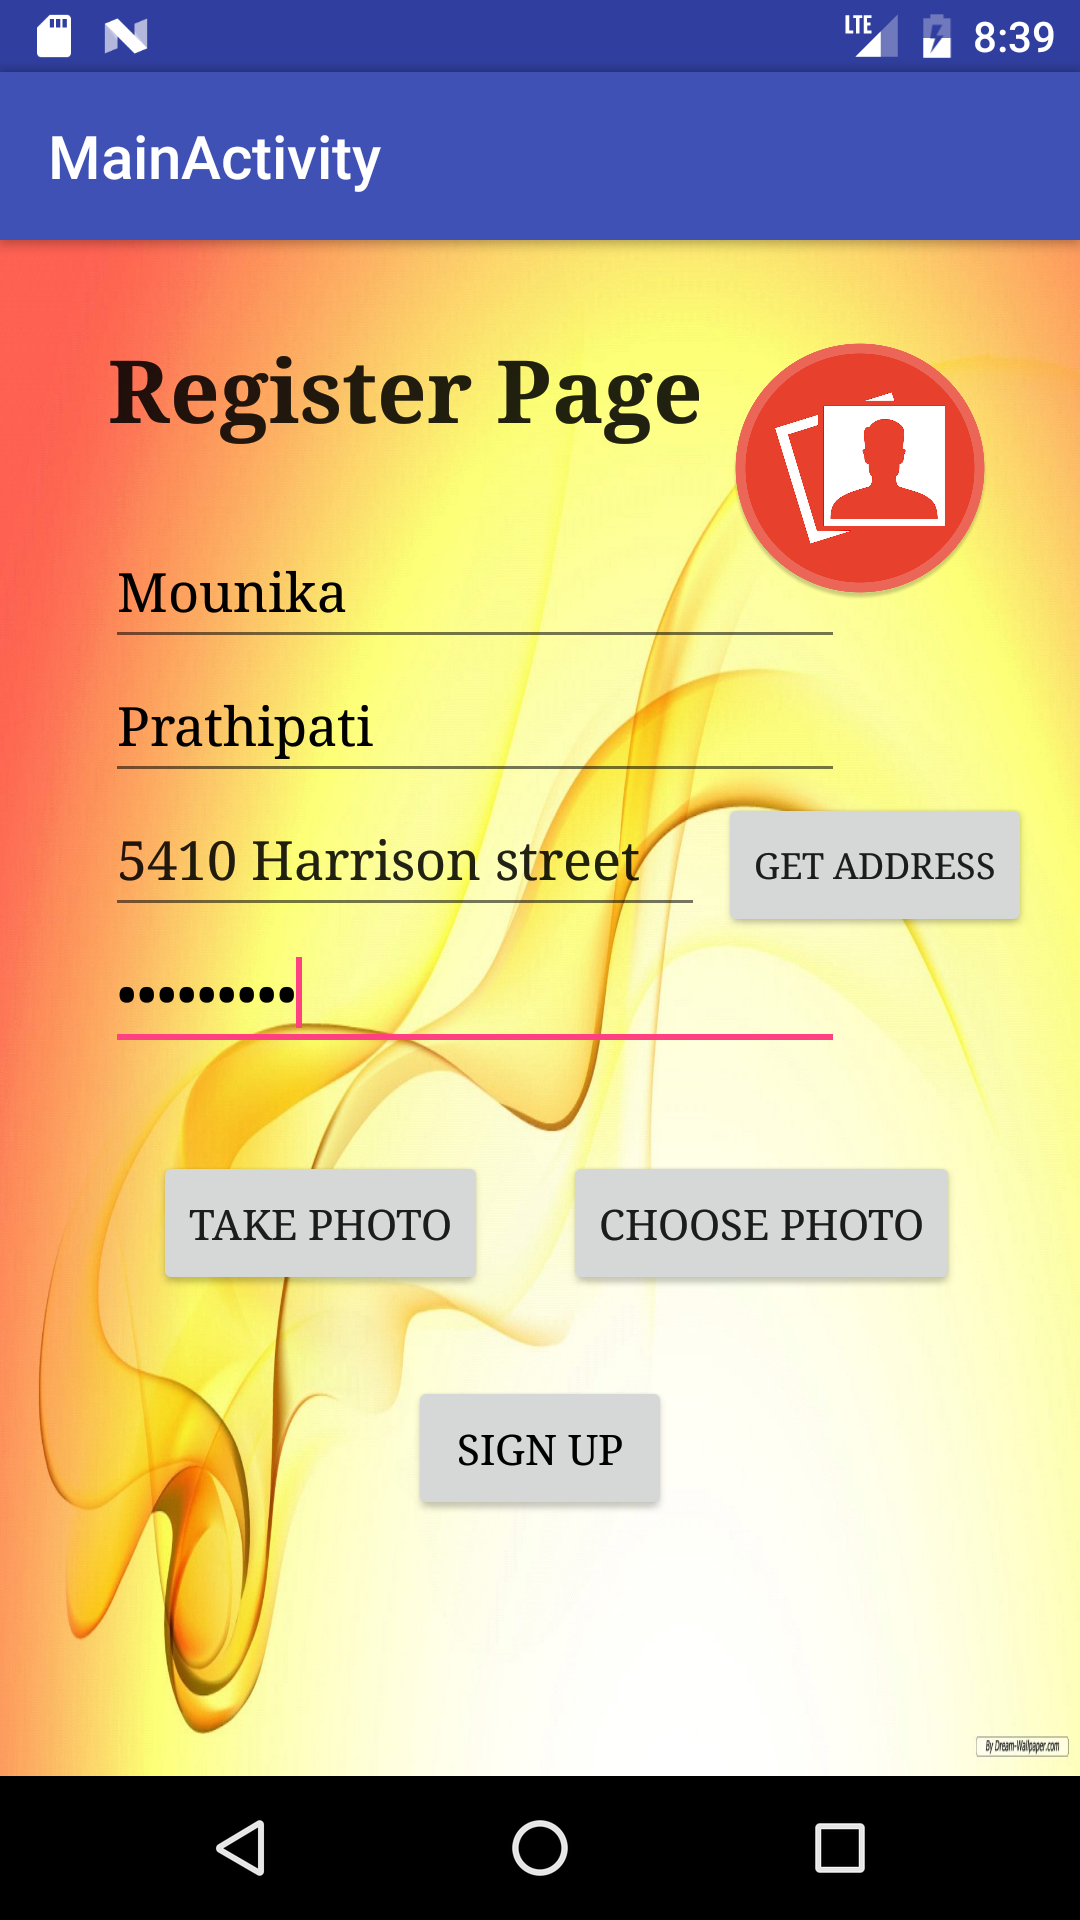 LTE 8:39
MainActivity
Register Page
Mounika
Prathipati
5410 Harrison street
GET ADDRESS
•••••••••
TAKE PHOTO
CHOOSE PHOTO
SIGN UP
By Dream-Wallpaper.com